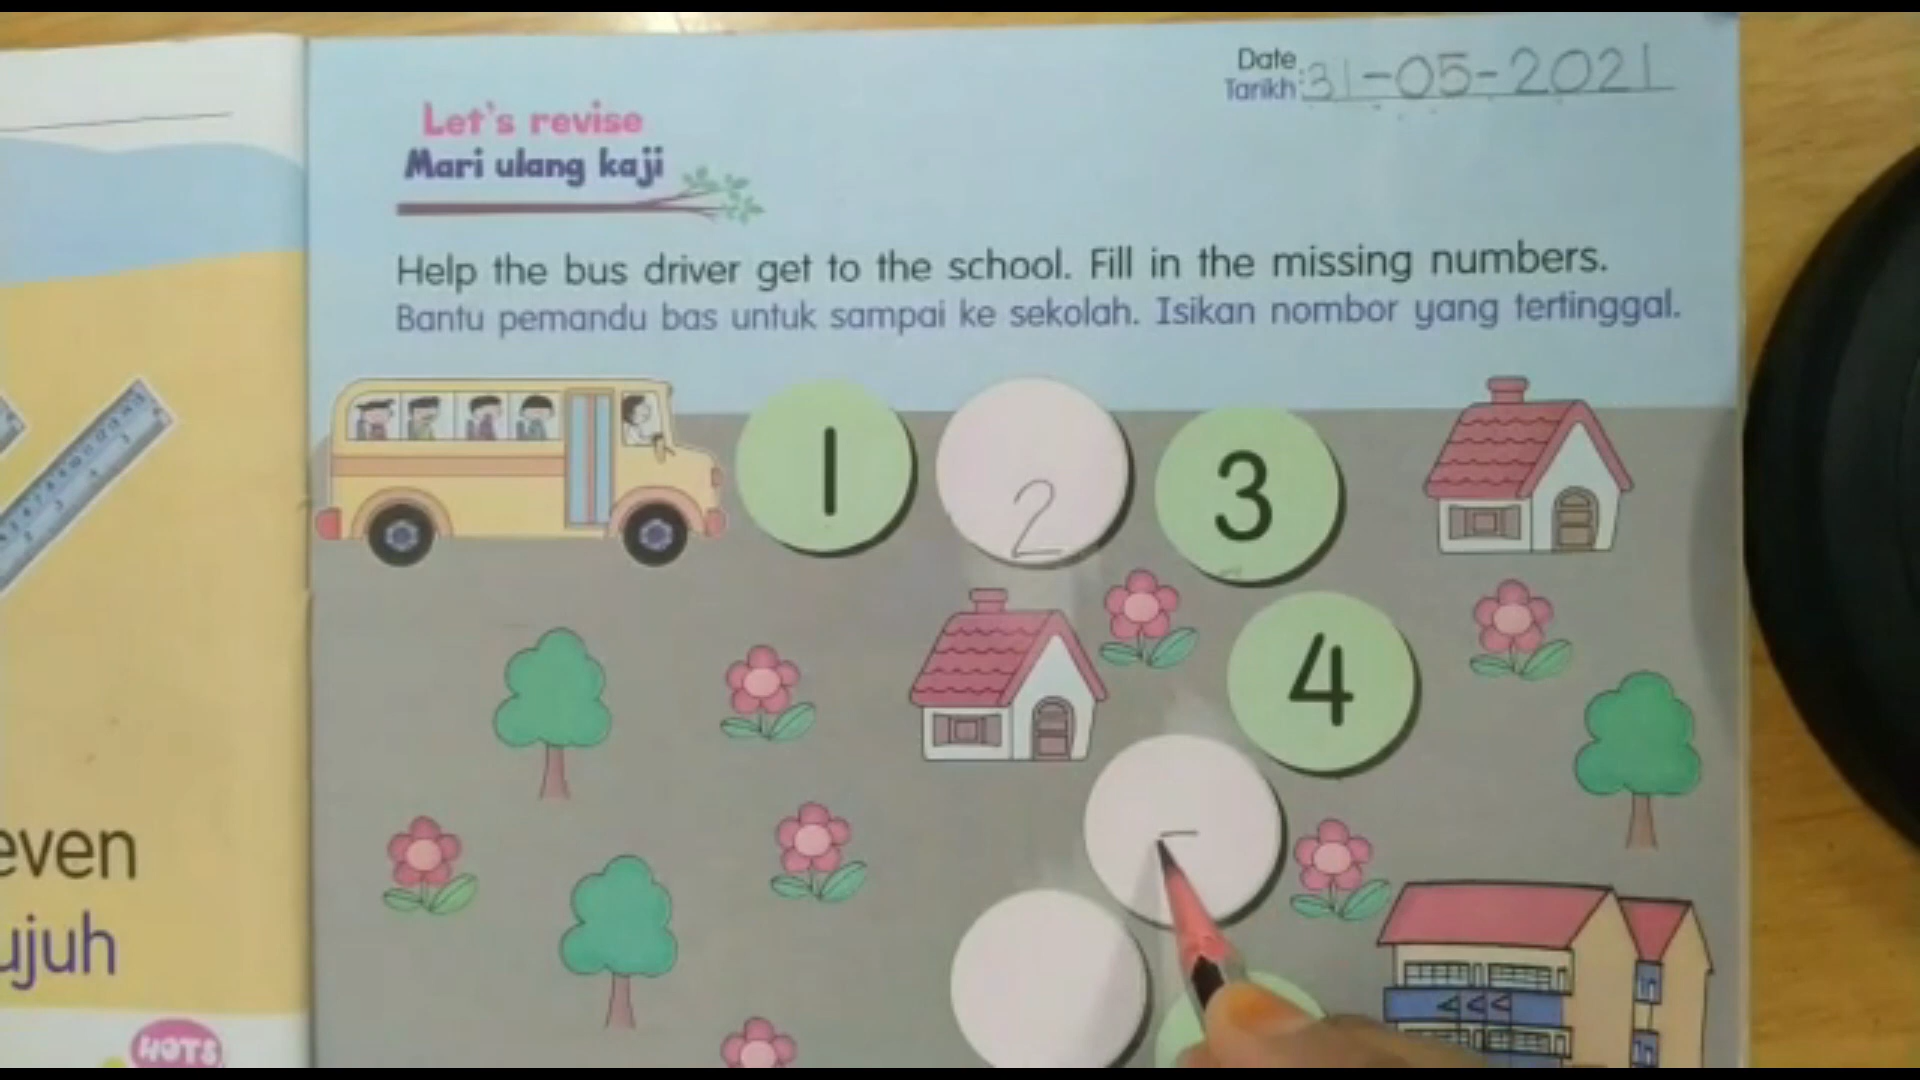 Date
Tarikh: 31-05-2021
Let's revise
Mari ulang kaji
Help the bus driver get to the school. Fill in the missing numbers.
Bantu pemandu bas untuk sampai ke sekolah. Isikan nombor yang tertinggal.
1 2 3
4
even
ujuh
HOTS